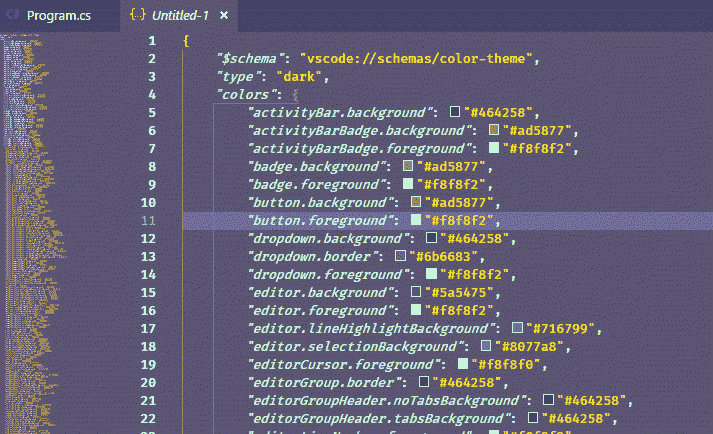 C# Program.cs {··} Untitled-1 ×
1 {
2 "$schema": "vscode://schemas/color-theme",
3 "type": "dark",
4 "colors": {
5 "activityBar.background": "#464258",
6 "activityBarBadge.background": "#ad5877",
7 "activityBarBadge.foreground": "#f8f8f2",
8 "badge.background": "#ad5877",
9 "badge.foreground": "#f8f8f2",
10 "button.background": "#ad5877",
11 "button.foreground": "#f8f8f2",
12 "dropdown.background": "#464258",
13 "dropdown.border": "#6b6683",
14 "dropdown.foreground": "#f8f8f2",
15 "editor.background": "#5a5475",
16 "editor.foreground": "#f8f8f2",
17 "editor.lineHighlightBackground": "#716799",
18 "editor.selectionBackground": "#8077a8",
19 "editorCursor.foreground": "#f8f8f0",
20 "editorGroup.border": "#464258",
21 "editorGroupHeader.noTabsBackground": "#464258",
22 "editorGroupHeader.tabsBackground": "#464258",